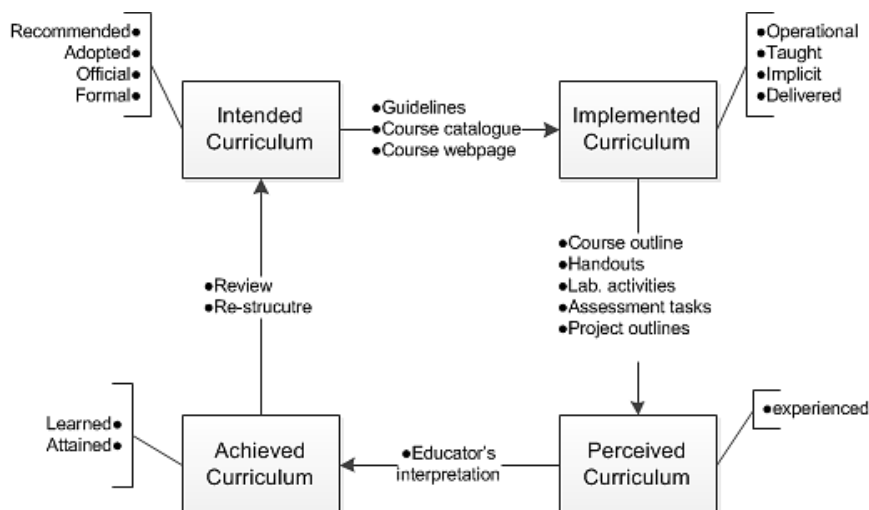 Recommended●
Adopted●
Official●
Formal●
Intended
Curriculum
●Guidelines
●Course catalogue
●Course webpage
Implemented
Curriculum
●Operational
●Taught
●Implicit
●Delivered
●Course outline
●Handouts
●Lab. activities
●Assessment tasks
●Project outlines
●Review
●Re-strucutre
Learned●
Attained●
Achieved
Curriculum
●Educator's
interpretation
Perceived
Curriculum
●experienced